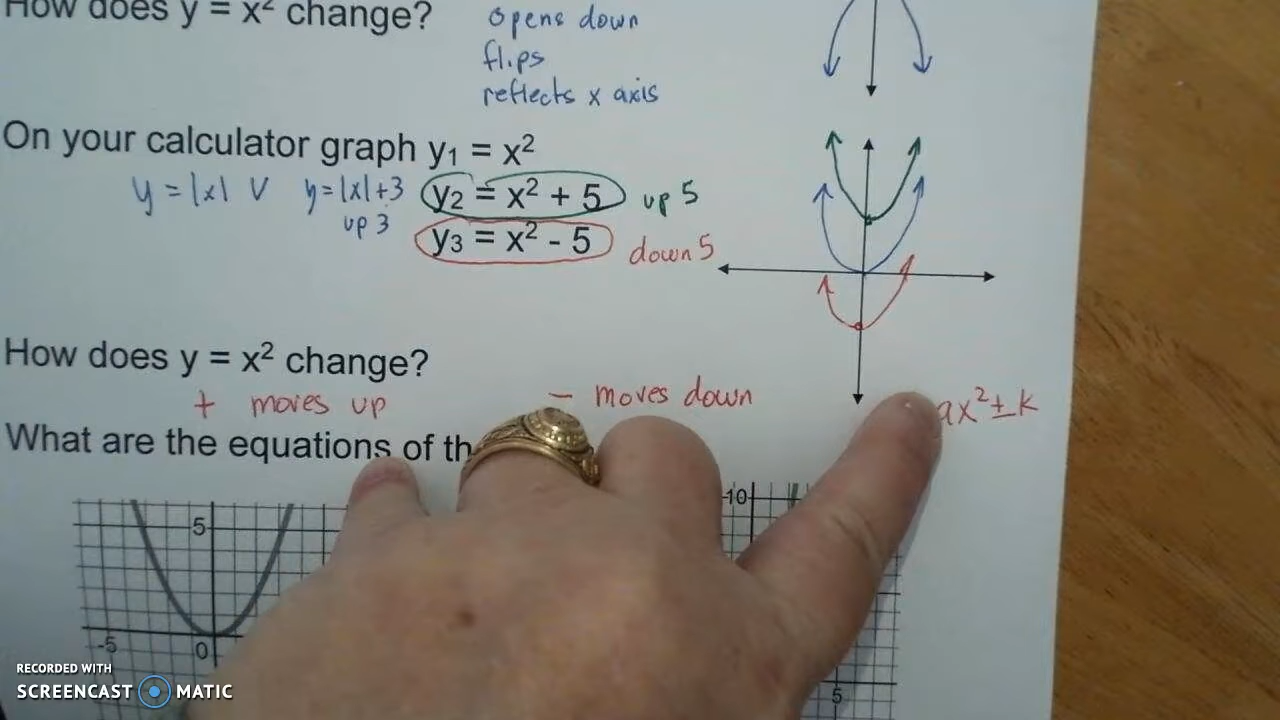 How does y = x² change?
opens down
flips
reflects x axis
On your calculator graph y₁ = x²
y = |x| V y = |x| + 3 y₂ = x² + 5 up 5
up 3 y₃ = x² - 5 down 5
How does y = x² change?
+ moves up - moves down
ax² ± k
What are the equations of th
5
-10
-5
0
5
RECORDED WITH
SCREENCAST MATIC